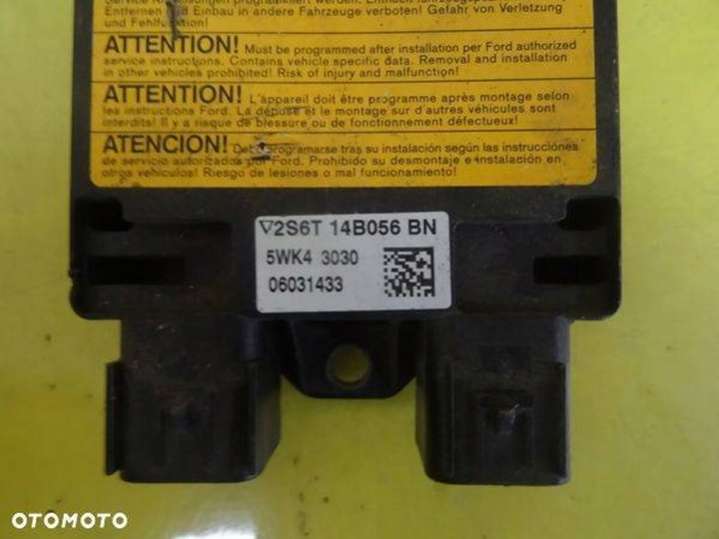 Entfernen und Einbau in andere Fahrzeuge verboten! Gefahr von Verletzung
und Fehlfunktion!
ATTENTION! Must be programmed after installation per Ford authorized
service instructions. Contains vehicle specific data. Removal and installation
in other vehicles prohibited! Risk of injury and malfunction!
ATTENTION! L'appareil doit être programme après montage selon
les instructions Ford. La dépose et le montage sur d'autres véhicules sont
interdits! Il y a risque de blessure ou de fonctionnement défectueux!
ATENCION! programarse tras su instalación según las instrucciones
de servicio autorizados por Ford. Prohibido su desmontaje e instalación en
otros vehículos! Riesgo de lesiones o mal funcionamiento!
2S6T 14B056 BN
5WK4 3030
06031433
OTOMOTO